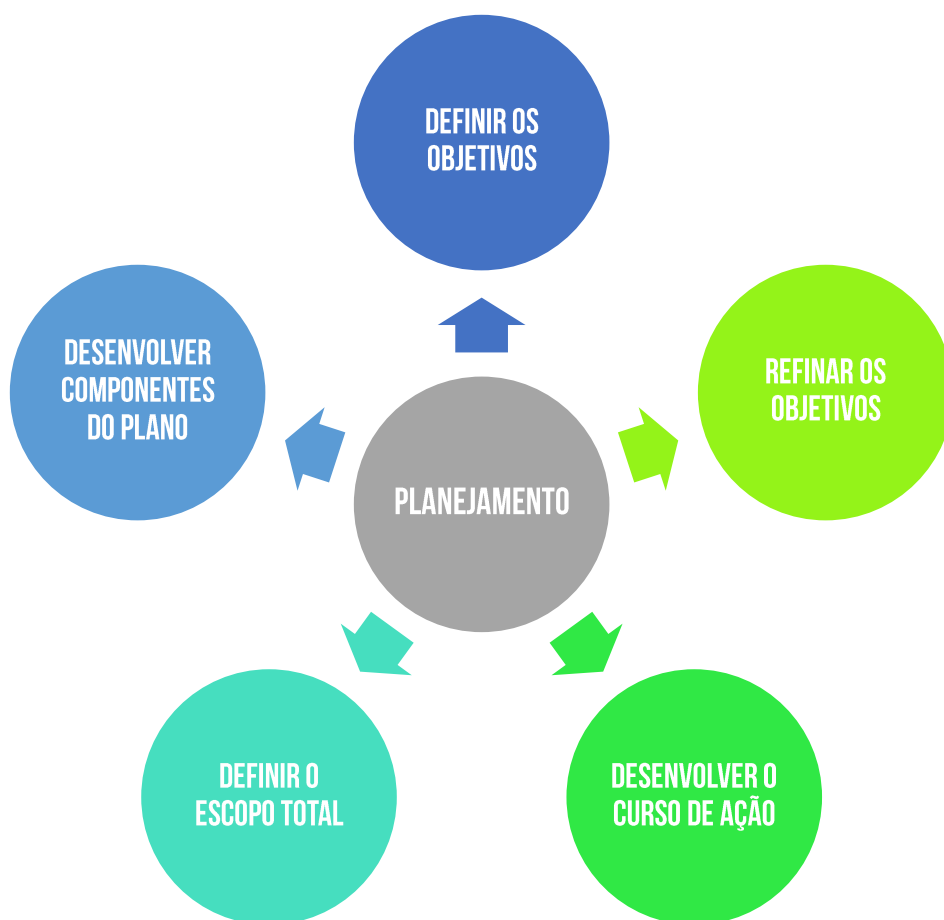 DEFINIR OS
OBJETIVOS
REFINAR OS
OBJETIVOS
DESENVOLVER O
CURSO DE AÇÃO
DEFINIR O
ESCOPO TOTAL
DESENVOLVER
COMPONENTES
DO PLANO
PLANEJAMENTO